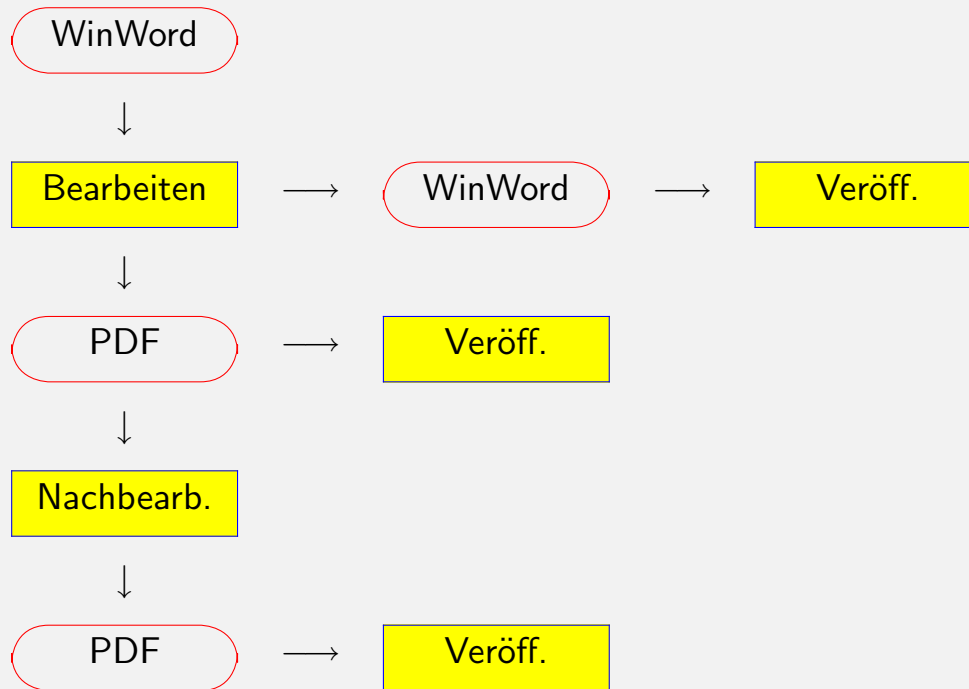 WinWord
↓
Bearbeiten → WinWord → Veröff.
↓
PDF → Veröff.
↓
Nachbearb.
↓
PDF → Veröff.